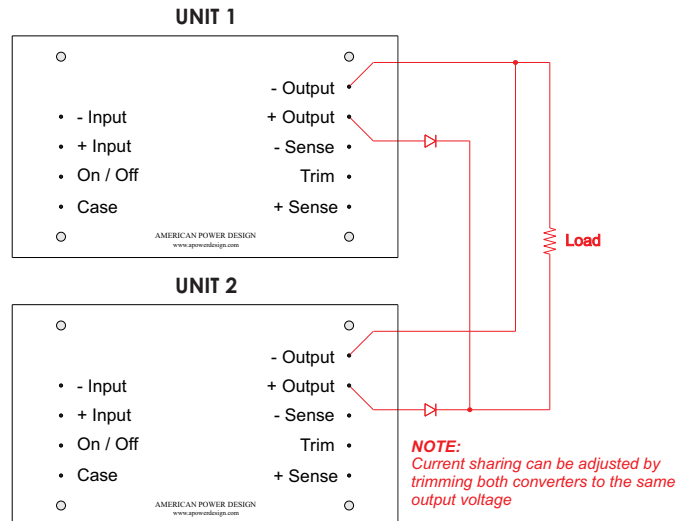 UNIT 1
- Output
- Input
+ Output
+ Input
- Sense
On / Off
Trim
Case
+ Sense
AMERICAN POWER DESIGN
www.apowerdesign.com
Load
UNIT 2
- Output
- Input
+ Output
+ Input
- Sense
On / Off
Trim
Case
+ Sense
AMERICAN POWER DESIGN
www.apowerdesign.com
NOTE:
Current sharing can be adjusted by
trimming both converters to the same
output voltage